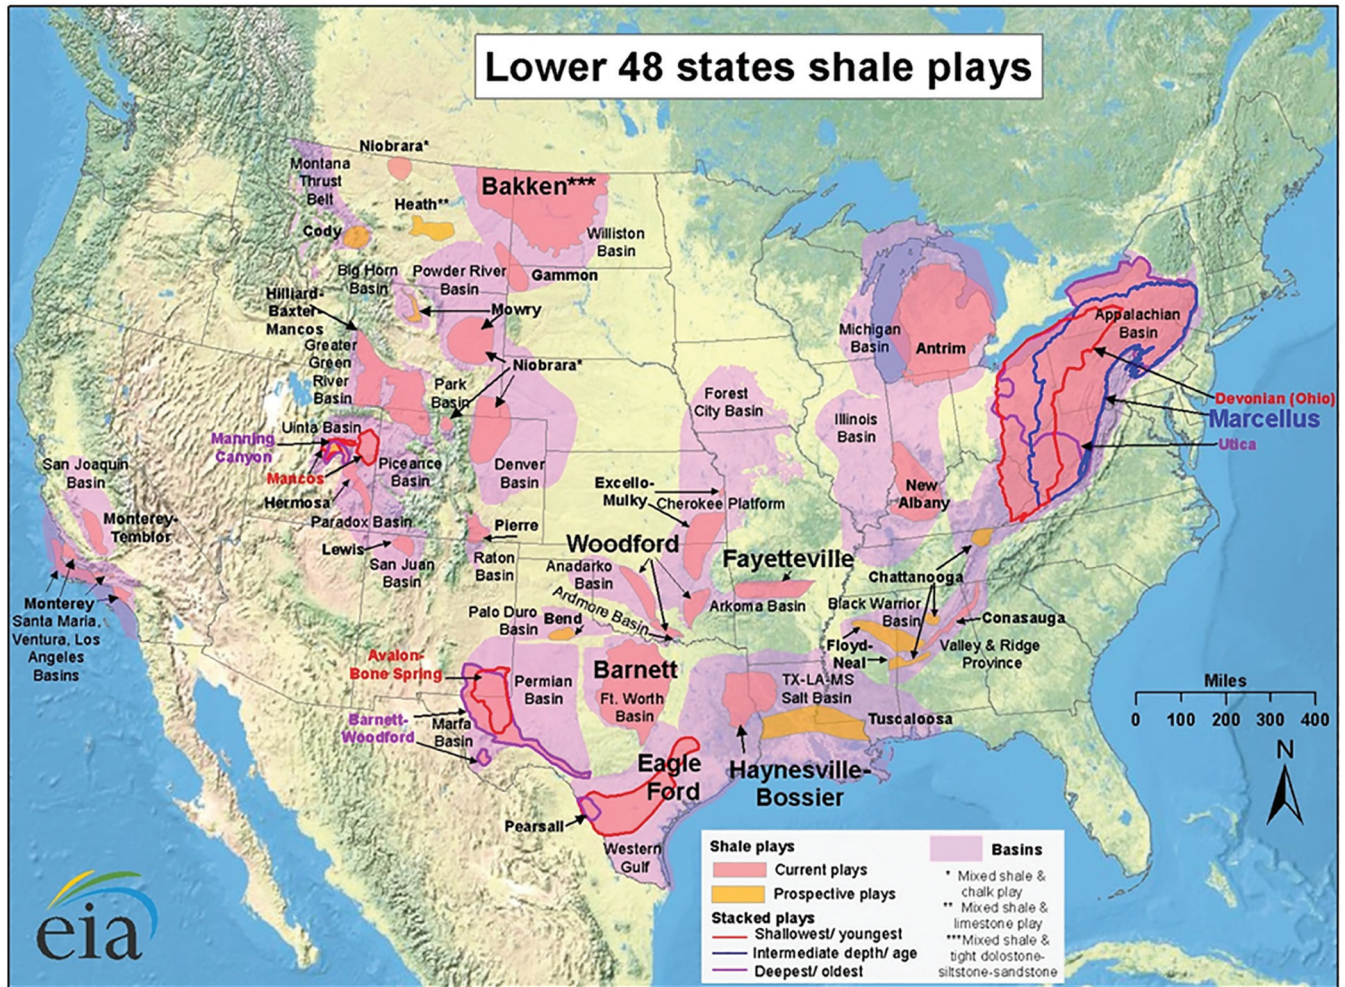 Lower 48 states shale plays
Niobrara*
Montana
Thrust
Belt
Bakken***
Heath**
Cody
Williston
Basin
Big Horn
Basin
Powder River
Basin
Gammon
Hilliard-
Baxter-
Mancos
Mowry
Greater
Green
River
Basin
Niobrara*
Park
Basin
Michigan
Basin
Antrim
Appalachian
Basin
Forest
City Basin
Illinois
Basin
Devonian (Ohio)
Marcellus
Utica
Uinta Basin
Manning
Canyon
Mancos
Piceance
Basin
Denver
Basin
Hermosa
San Joaquin
Basin
Monterey-
Temblor
Paradox Basin
Excello-
Mulky
Cherokee Platform
New
Albany
Lewis
San Juan
Basin
Pierre
Raton
Basin
Woodford
Anadarko
Basin
Fayetteville
Arkoma Basin
Chattanooga
Monterey
Santa Maria,
Ventura, Los
Angeles
Basins
Palo Duro
Basin
Bend
Ardmore Basin
Black Warrior
Basin
Conasauga
Floyd-
Neal
Valley & Ridge
Province
Avalon-
Bone Spring
Permian
Basin
Barnett
Ft. Worth
Basin
TX-LA-MS
Salt Basin
Tuscaloosa
Barnett-
Woodford
Marfa
Basin
Eagle
Ford
Haynesville-
Bossier
Pearsall
Western
Gulf
Miles
0 100 200 300 400
N
Shale plays
Current plays
Prospective plays
Stacked plays
Shallowest/ youngest
Intermediate depth/ age
Deepest/ oldest
Basins
* Mixed shale &
chalk play
** Mixed shale &
limestone play
***Mixed shale &
tight dolostone-
siltstone-sandstone
eia